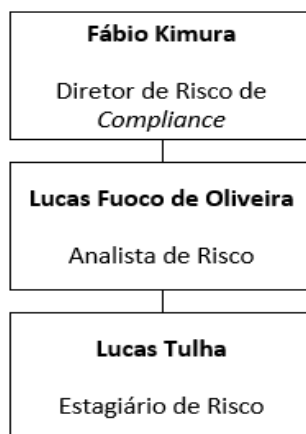 Fábio Kimura
Diretor de Risco de
Compliance
Lucas Fuoco de Oliveira
Analista de Risco
Lucas Tulha
Estagiário de Risco